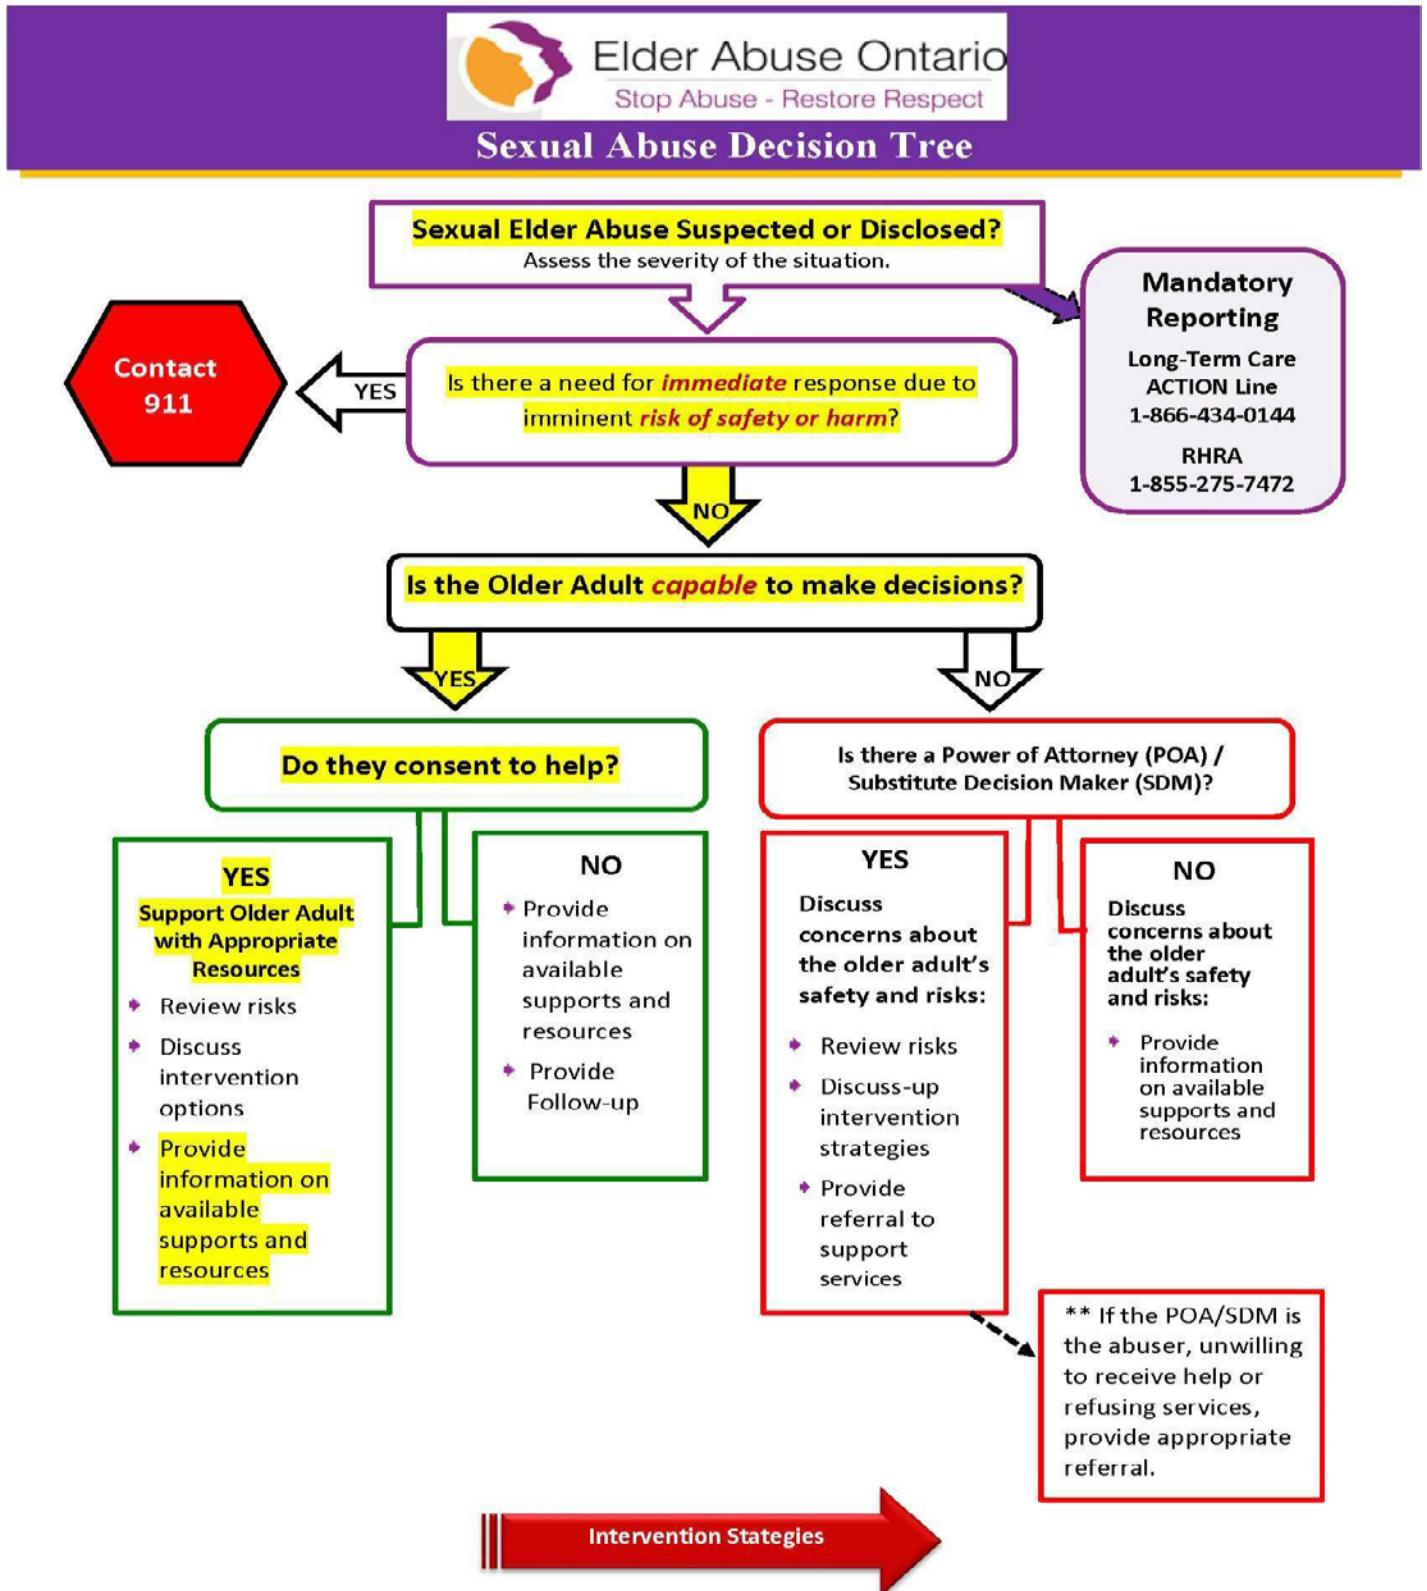 Elder Abuse Ontario
Stop Abuse - Restore Respect
Sexual Abuse Decision Tree
Sexual Elder Abuse Suspected or Disclosed?
Assess the severity of the situation.
Mandatory
Reporting
Long-Term Care
ACTION Line
1-866-434-0144
RHRA
1-855-275-7472
Contact
911
YES
Is there a need for immediate response due to
imminent risk of safety or harm?
NO
Is the Older Adult capable to make decisions?
YES
NO
Do they consent to help?
Is there a Power of Attorney (POA) /
Substitute Decision Maker (SDM)?
YES
Support Older Adult
with Appropriate
Resources
Review risks
Discuss
intervention
options
Provide
information on
available
supports and
resources
NO
Provide
information on
available
supports and
resources
Provide
Follow-up
YES
Discuss
concerns about
the older adult's
safety and risks:
Review risks
Discuss-up
intervention
strategies
Provide
referral to
support
services
NO
Discuss
concerns about
the older
adult's safety
and risks:
Provide
information
on available
supports and
resources
** If the POA/SDM is
the abuser, unwilling
to receive help or
refusing services,
provide appropriate
referral.
Intervention Stategies